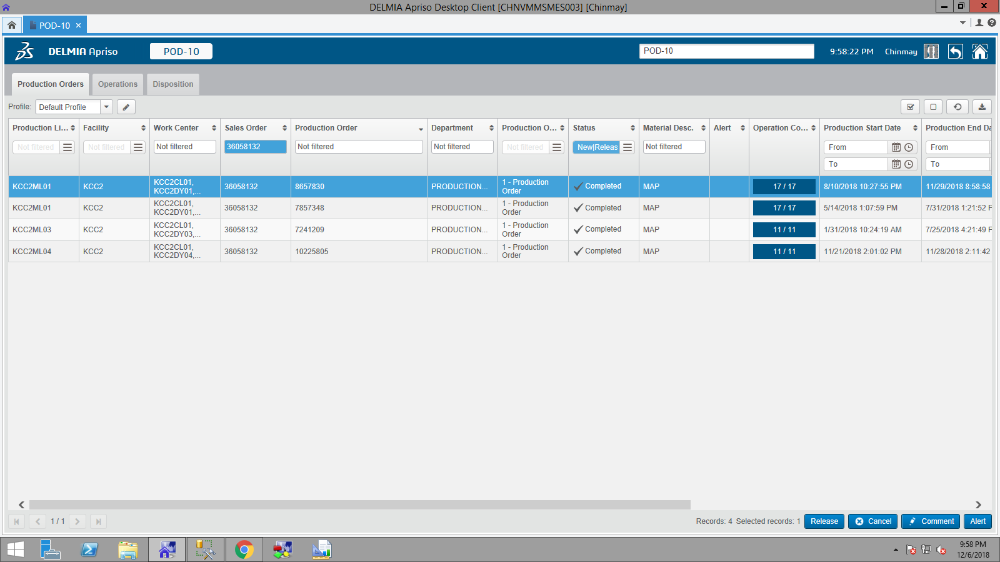 DELMIA Apriso Desktop Client [CHNVMMSMES003] [Chinmay]
POD-10
DELMIA Apriso
POD-10
POD-10
9:58:22 PM
Chinmay
Production Orders
Operations
Disposition
Profile:
Default Profile
Production Li... Facility Work Center Sales Order Production Order Department Production O... Status Material Desc. Alert Operation Co... Production Start Date Production End Da
Not filtered Not filtered Not filtered 36058132 Not filtered Not filtered Not filtered New|Releas Not filtered From From
To To
KCC2ML01 KCC2 KCC2CL01, KCC2DY01,... 36058132 8657830 PRODUCTION... 1 - Production Order Completed MAP 17 / 17 8/10/2018 10:27:55 PM 11/29/2018 8:58:58
KCC2ML01 KCC2 KCC2CL01, KCC2DY01,... 36058132 7857348 PRODUCTION... 1 - Production Order Completed MAP 17 / 17 5/14/2018 1:07:59 PM 7/31/2018 1:21:52 P
KCC2ML03 KCC2 KCC2CL01, KCC2DY03,... 36058132 7241209 PRODUCTION... 1 - Production Order Completed MAP 11 / 11 1/31/2018 10:24:19 AM 7/25/2018 4:21:49 P
KCC2ML04 KCC2 KCC2CL01, KCC2DY04,... 36058132 10225805 PRODUCTION... 1 - Production Order Completed MAP 11 / 11 11/21/2018 2:01:02 PM 11/28/2018 2:11:42
1 / 1
Records: 4 Selected records: 1
Release
Cancel
Comment
Alert
9:58 PM
12/6/2018